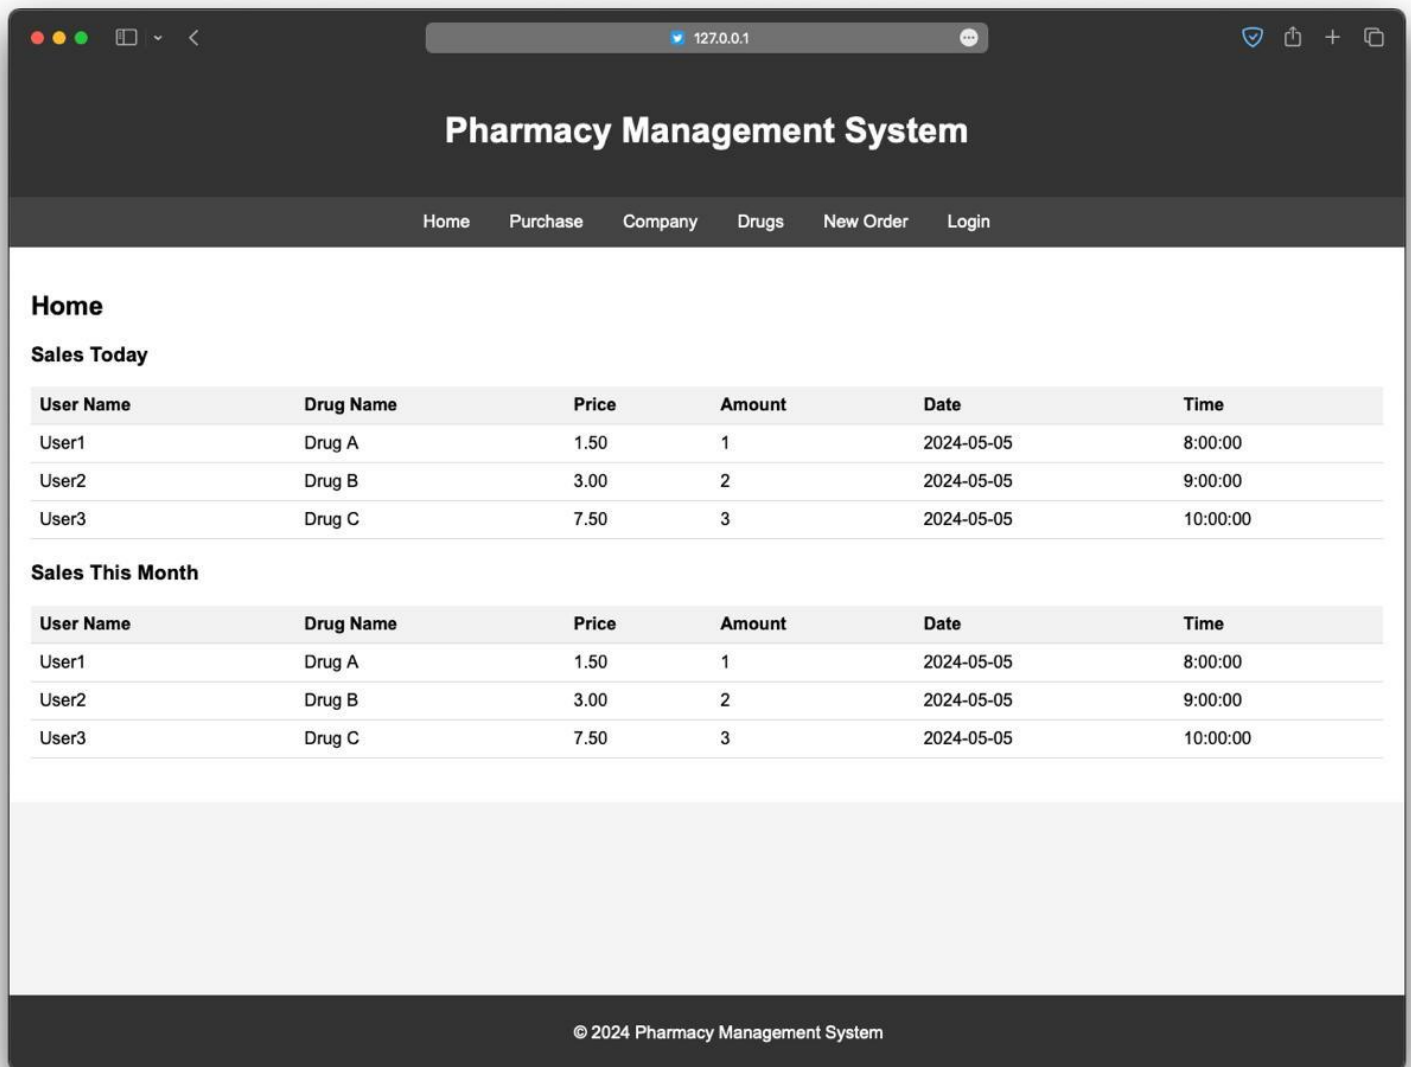 127.0.0.1
Pharmacy Management System
Home Purchase Company Drugs New Order Login
Home
Sales Today
User Name Drug Name Price Amount Date Time
User1 Drug A 1.50 1 2024-05-05 8:00:00
User2 Drug B 3.00 2 2024-05-05 9:00:00
User3 Drug C 7.50 3 2024-05-05 10:00:00
Sales This Month
User Name Drug Name Price Amount Date Time
User1 Drug A 1.50 1 2024-05-05 8:00:00
User2 Drug B 3.00 2 2024-05-05 9:00:00
User3 Drug C 7.50 3 2024-05-05 10:00:00
© 2024 Pharmacy Management System